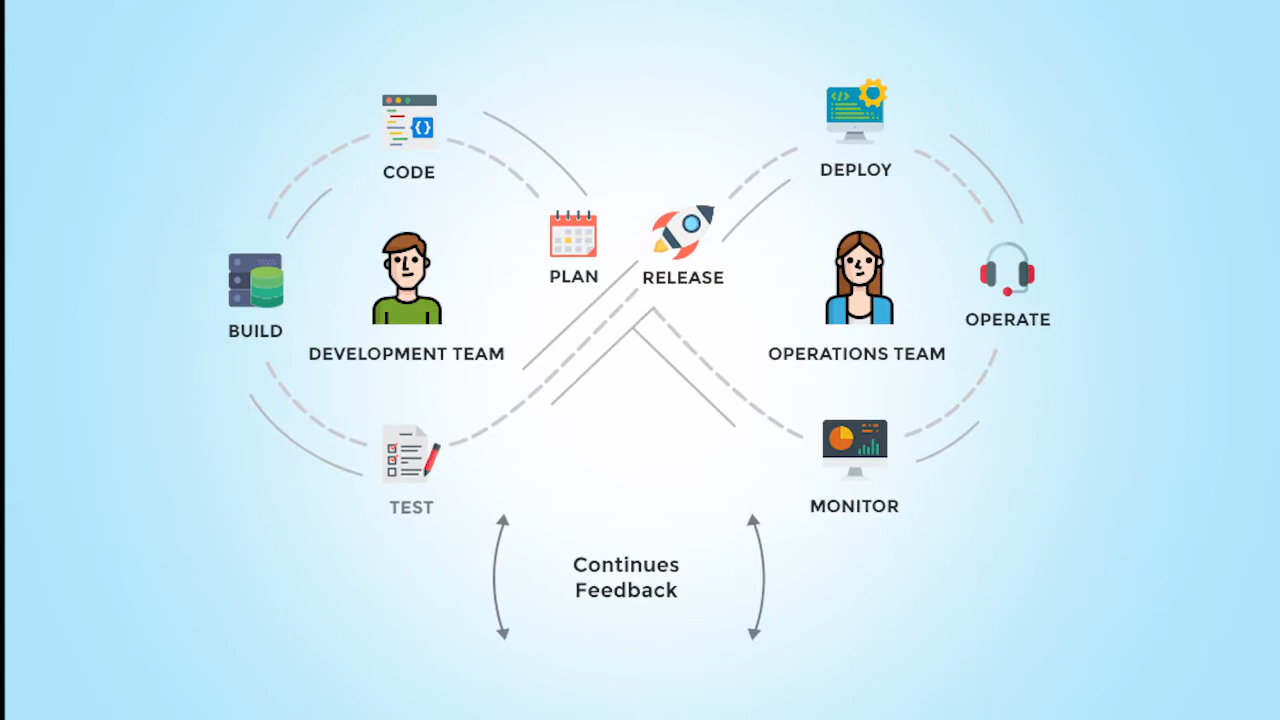 CODE
DEPLOY
PLAN
RELEASE
OPERATE
BUILD
DEVELOPMENT TEAM
OPERATIONS TEAM
TEST
MONITOR
Continues
Feedback